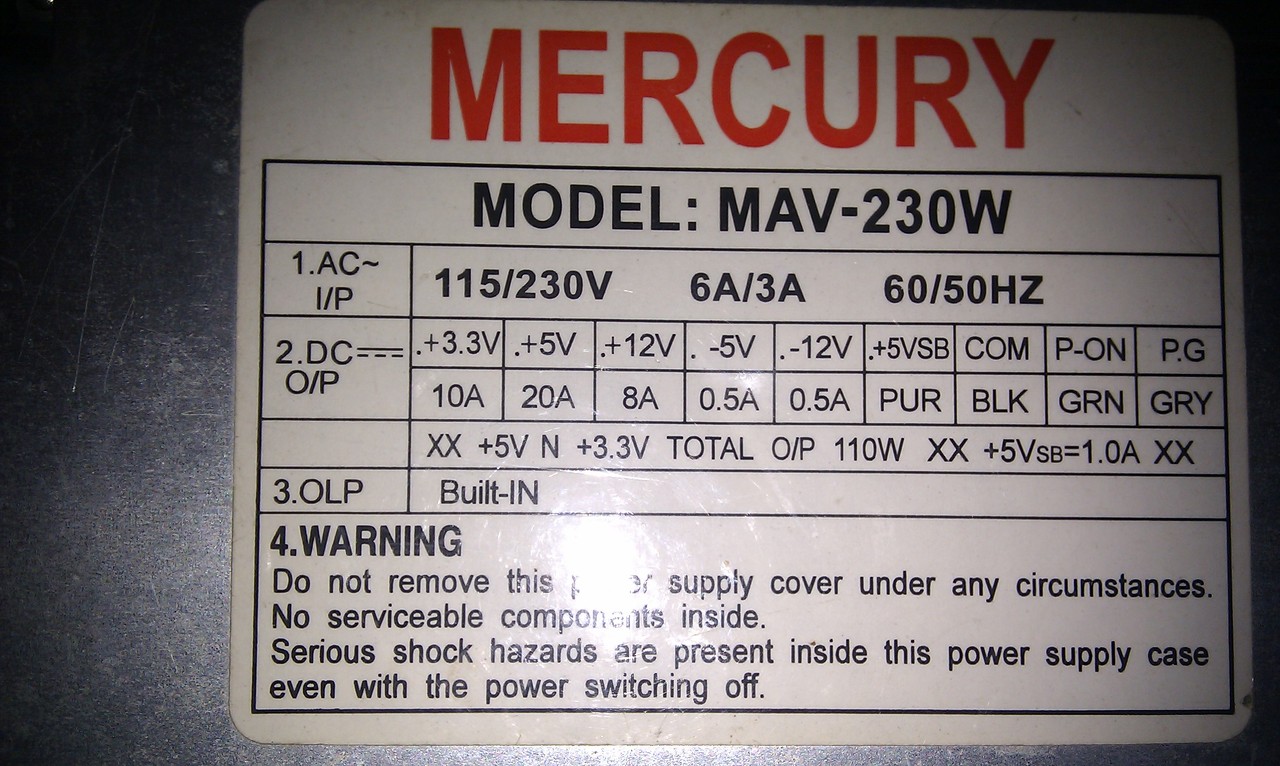 MERCURY
MODEL: MAV-230W
1.AC~ I/P 115/230V 6A/3A 60/50HZ
2.DC O/P .+3.3V .+5V .+12V . -5V .-12V .+5VSB COM P-ON P.G
10A 20A 8A 0.5A 0.5A PUR BLK GRN GRY
XX +5V N +3.3V TOTAL O/P 110W XX +5VSB=1.0A XX
3.OLP Built-IN
4.WARNING
Do not remove this supply cover under any circumstances.
No serviceable components inside.
Serious shock hazards are present inside this power supply case
even with the power switching off.